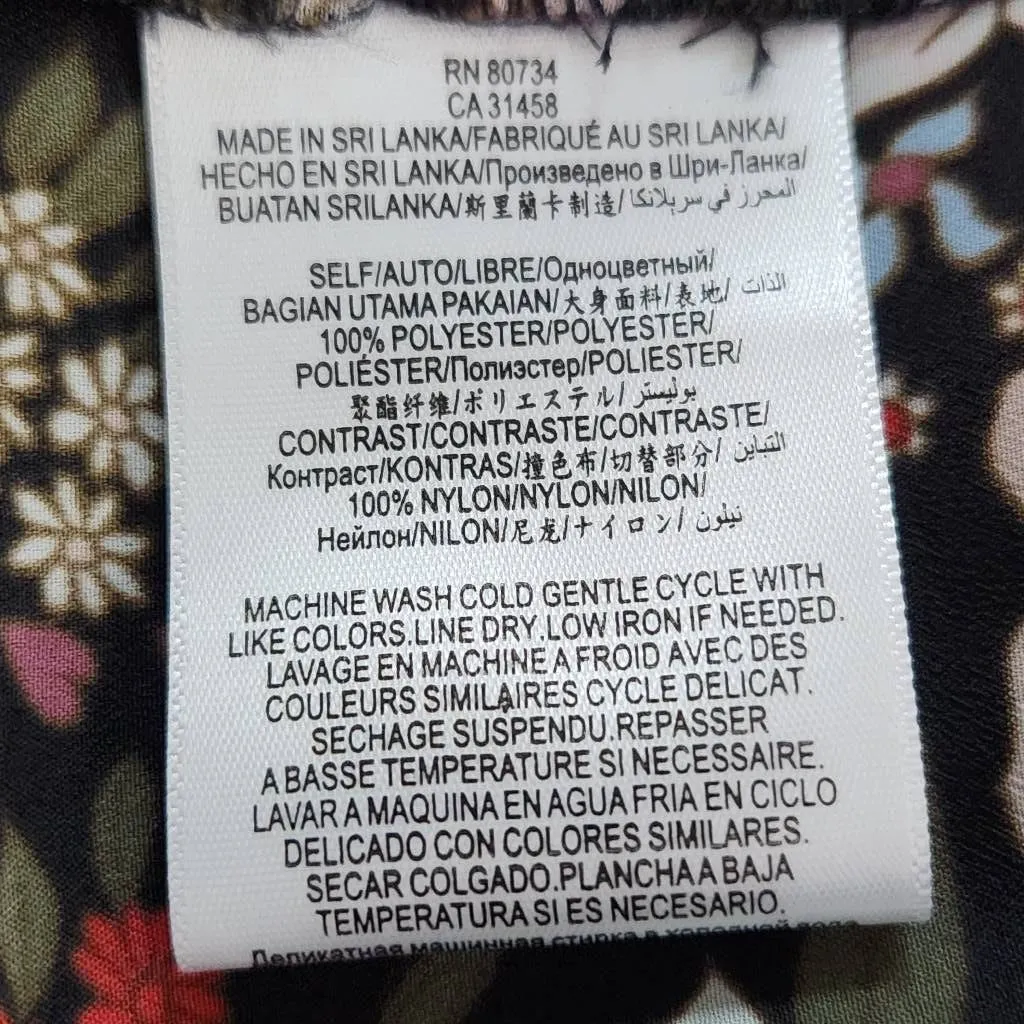 RN 80734
CA 31458
MADE IN SRI LANKA/FABRIQUÉ AU SRI LANKA/
HECHO EN SRI LANKA/Произведено в Шри-Ланка/
BUATAN SRILANKA/斯里蘭卡制造/المحرز في سريلانكا
SELF/AUTO/LIBRE/Одноцветный/
BAGIAN UTAMA PAKAIAN/大身面料/表地/الذات
100% POLYESTER/POLYESTER/
POLIÉSTER/Полиэстер/POLIESTER/
聚酯纤维/ポリエステル/بوليستر
CONTRAST/CONTRASTE/CONTRASTE/
Контраст/KONTRAS/撞色布/切替部分/التباين
100% NYLON/NYLON/NILON/
Нейлон/NILON/尼龙/ナイロン/نيلون
MACHINE WASH COLD GENTLE CYCLE WITH
LIKE COLORS.LINE DRY.LOW IRON IF NEEDED.
LAVAGE EN MACHINE A FROID AVEC DES
COULEURS SIMILAIRES CYCLE DELICAT.
SECHAGE SUSPENDU.REPASSER
A BASSE TEMPERATURE SI NECESSAIRE.
LAVAR A MAQUINA EN AGUA FRIA EN CICLO
DELICADO CON COLORES SIMILARES.
SECAR COLGADO.PLANCHA A BAJA
TEMPERATURA SI ES NECESARIO.
Деликатная машинная стирка в холодной воде